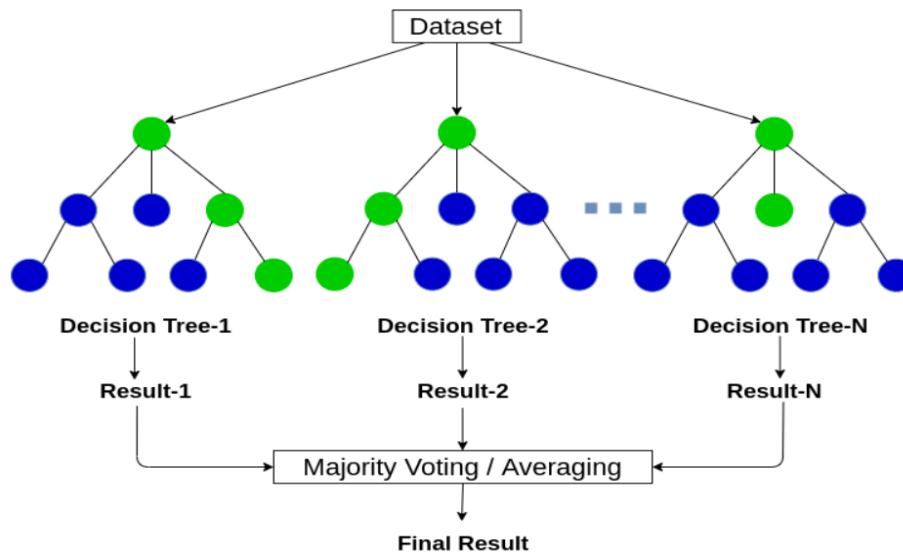 Dataset
Decision Tree-1
Decision Tree-2
Decision Tree-N
Result-1
Result-2
Result-N
Majority Voting / Averaging
Final Result